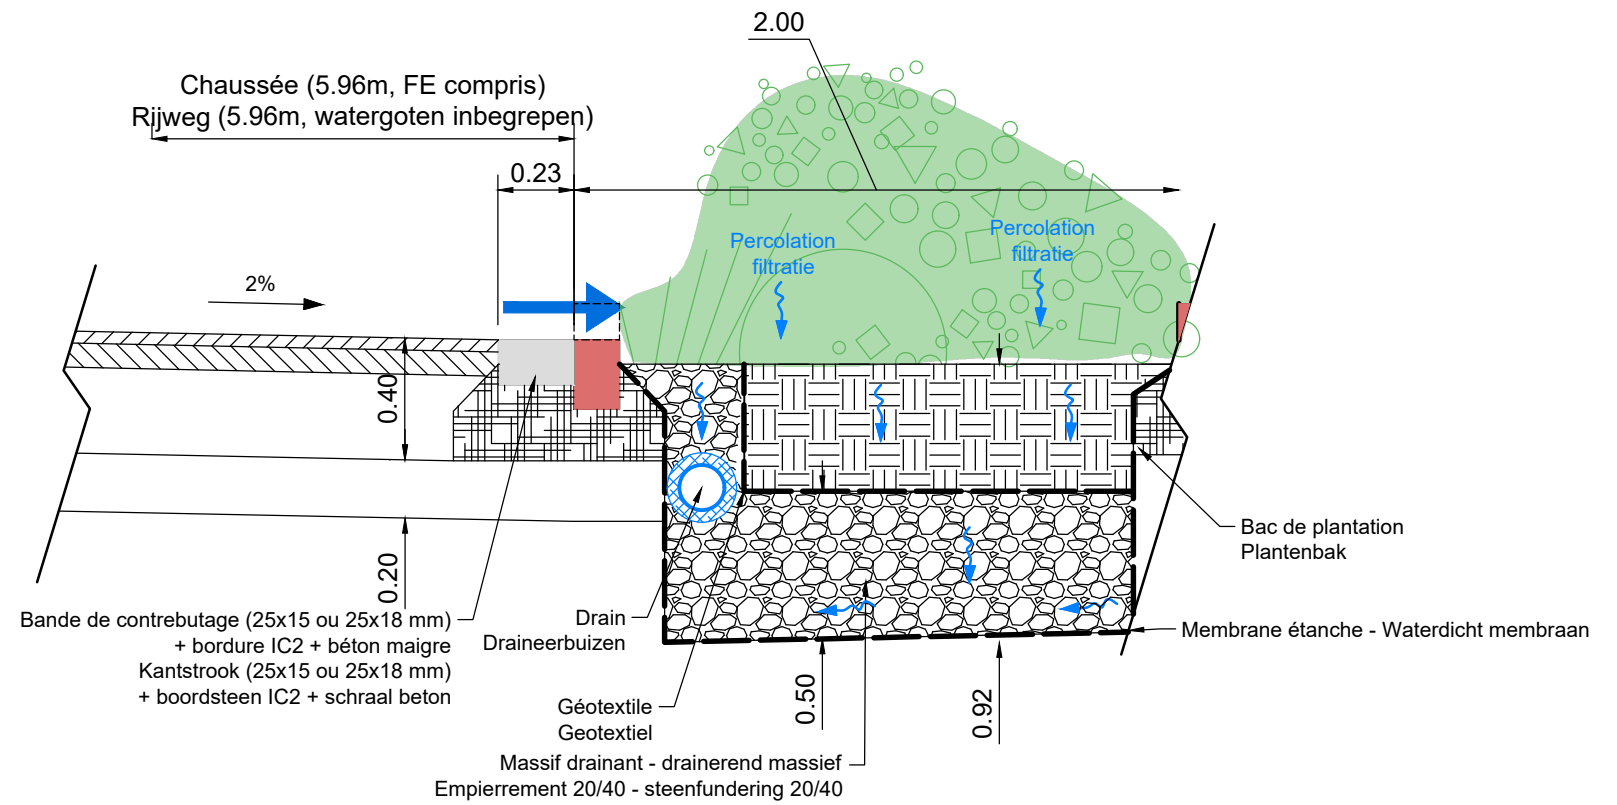 2.00
Chaussée (5.96m, FE compris)
Rijweg (5.96m, watergoten inbegrepen)
0.23
2%
Percolation
filtratie
Percolation
filtratie
0.40
0.20
Bande de contrebutage (25x15 ou 25x18 mm)
+ bordure IC2 + béton maigre
Kantstrook (25x15 ou 25x18 mm)
+ boordsteen IC2 + schraal beton
Drain
Draineerbuizen
Géotextile
Geotextiel
Massif drainant - drainerend massief
Empierrement 20/40 - steenfundering 20/40
0.50
0.92
Bac de plantation
Plantenbak
Membrane étanche - Waterdicht membraan